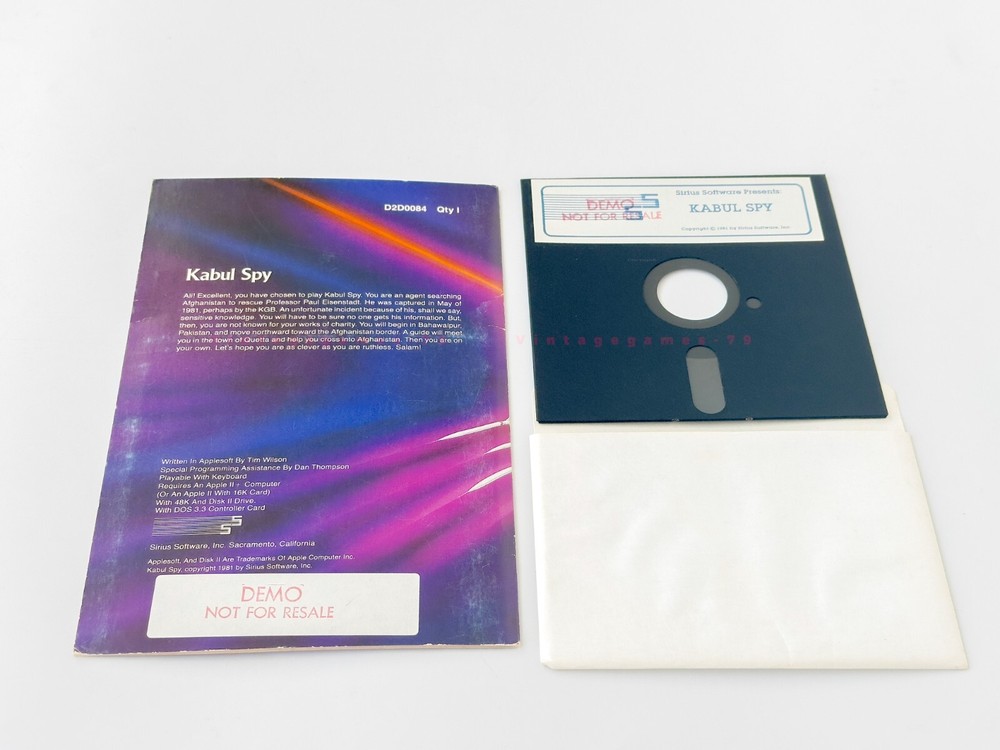 D2D0084 Qty I
Kabul Spy
Ali! Excellent, you have chosen to play Kabul Spy. You are an agent searching
Afghanistan to rescue Professor Paul Eisenstadt. He was captured in May of
1981, perhaps by the KGB. An unfortunate incident because of his, shall we say,
sensitive knowledge. You will have to be sure no one gets his information. But,
then, you are not known for your works of charity. You will begin in Bahawalpur,
Pakistan, and move northward toward the Afghanistan border. A guide will meet
you in the town of Quetta and help you cross into Afghanistan. Then you are on
your own. Let's hope you are as clever as you are ruthless. Salam!
Written In Applesoft By Tim Wilson
Special Programming Assistance By Dan Thompson
Playable With Keyboard
Requires An Apple II + Computer
(Or An Apple II With 16K Card)
With 48K And Disk II Drive.
With DOS 3.3 Controller Card
SS
Sirius Software, Inc. Sacramento, California
Applesoft, And Disk II Are Trademarks Of Apple Computer Inc.
Kabul Spy, copyright 1981 by Sirius Software, Inc.
DEMO
NOT FOR RESALE
SS
DEMO
NOT FOR RESALE
Sirius Software Presents:
KABUL SPY
Copyright © 1981 by Sirius Software, Inc.
vintagegames-79